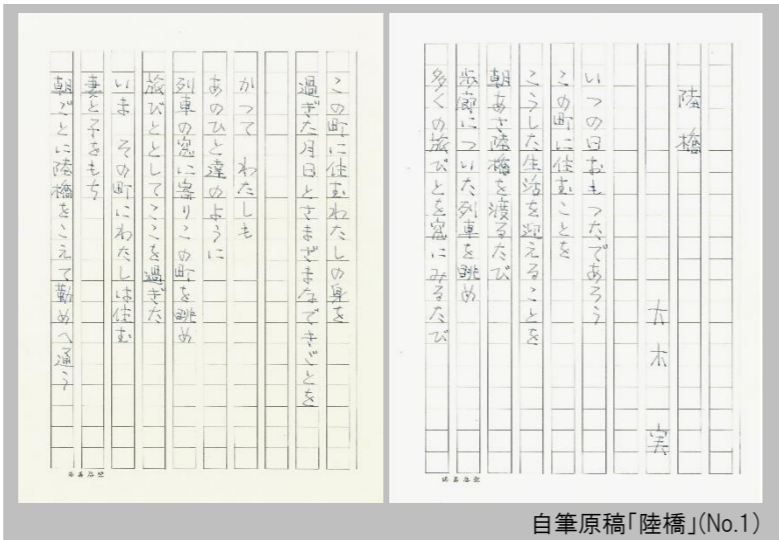 陸橋
大木 実
いつの日おもつたであろう
この町に住むことを
こうした生活を迎えることを
朝あさ陸橋を渡るたび
歩廊についた列車を眺め
多くの旅びとを窓にみるたび
この町に住むわたしの身を
過ぎた月日とさまざまなできごとを
かつて わたしも
あのひと達のように
列車の窓に寄りこの町を眺め
旅びととしてここを過ぎた
いま その町にわたしは住む
妻と子をもち
朝ごとに陸橋をこえて勤めへ通う
自筆原稿「陸橋」(No.1)